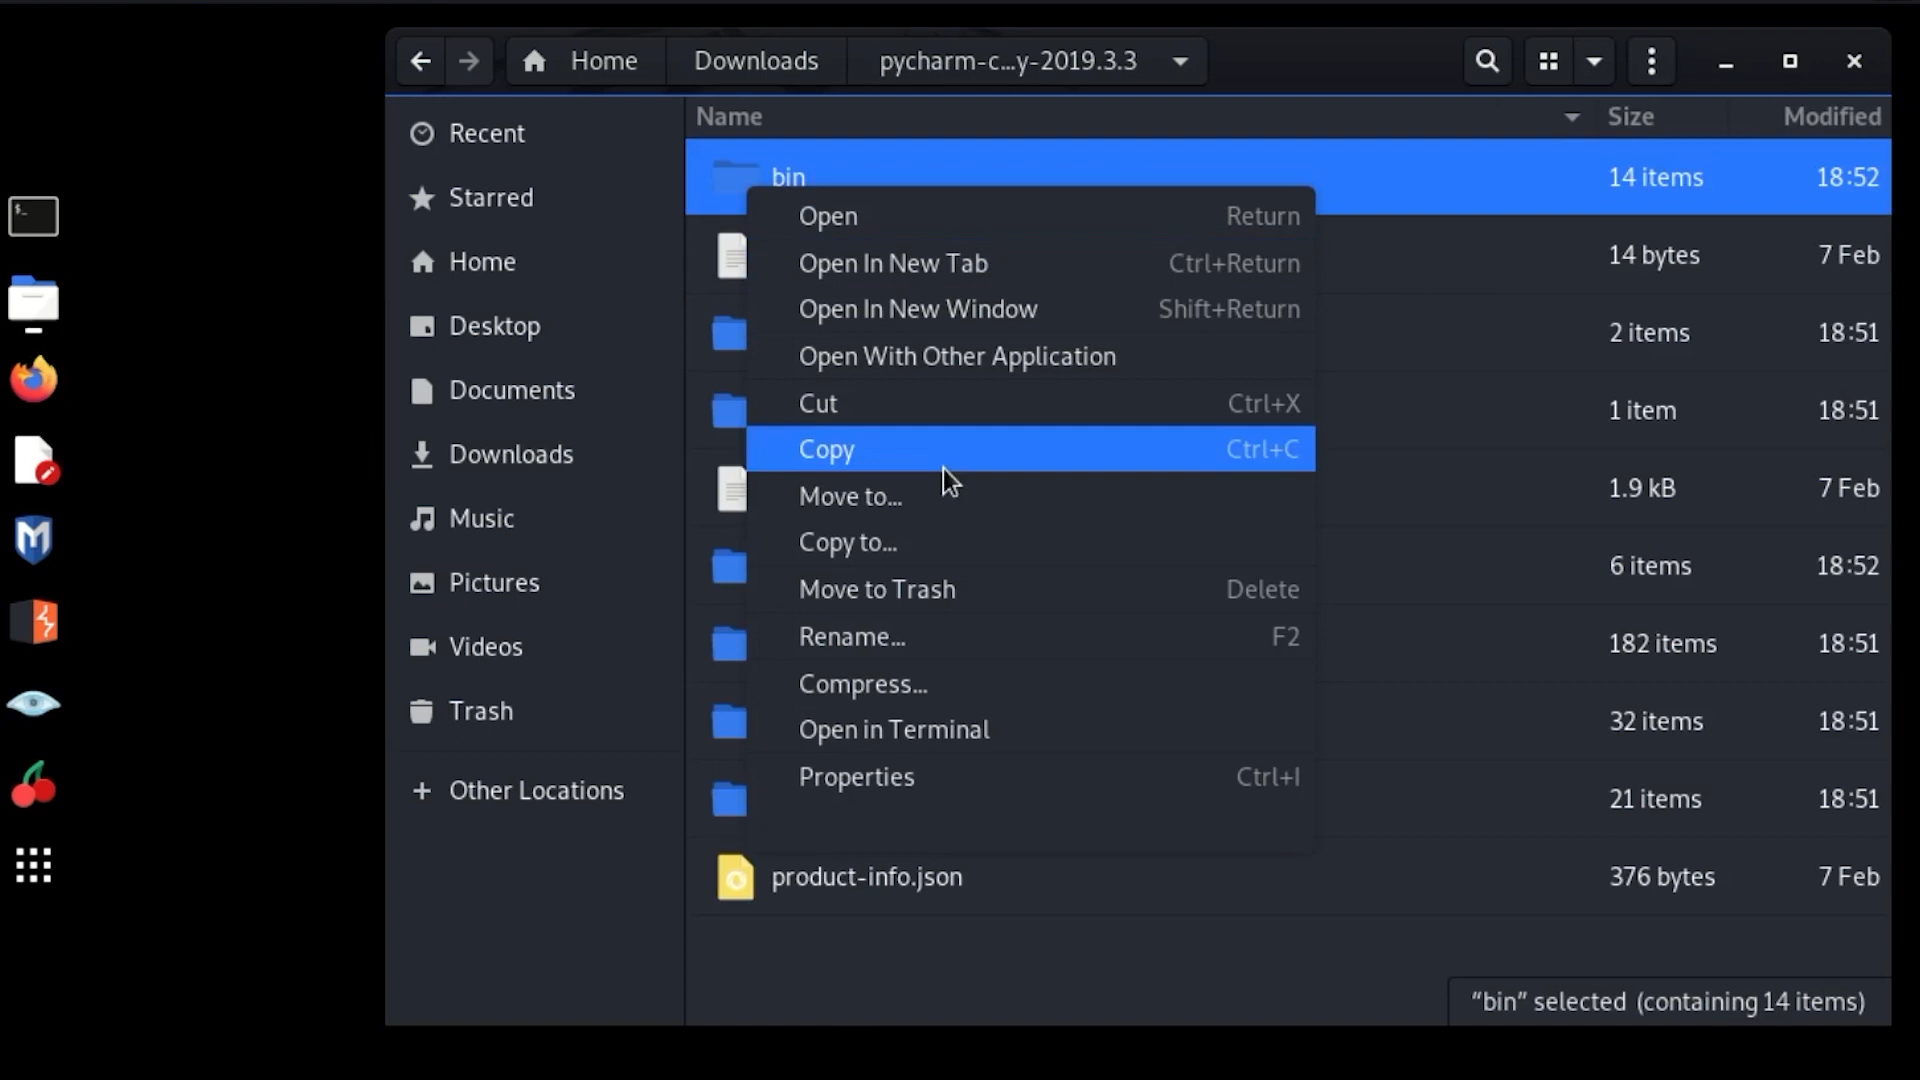 Home Downloads pycharm-c...y-2019.3.3
Name Size Modified
Recent
Starred
Home
Desktop
Documents
Downloads
Music
Pictures
Videos
Trash
+ Other Locations
bin 14 items 18:52
14 bytes 7 Feb
2 items 18:51
1 item 18:51
1.9 kB 7 Feb
6 items 18:52
182 items 18:51
32 items 18:51
21 items 18:51
product-info.json 376 bytes 7 Feb
Open Return
Open In New Tab Ctrl+Return
Open In New Window Shift+Return
Open With Other Application
Cut Ctrl+X
Copy Ctrl+C
Move to...
Copy to...
Move to Trash Delete
Rename... F2
Compress...
Open in Terminal
Properties Ctrl+I
“bin” selected (containing 14 items)